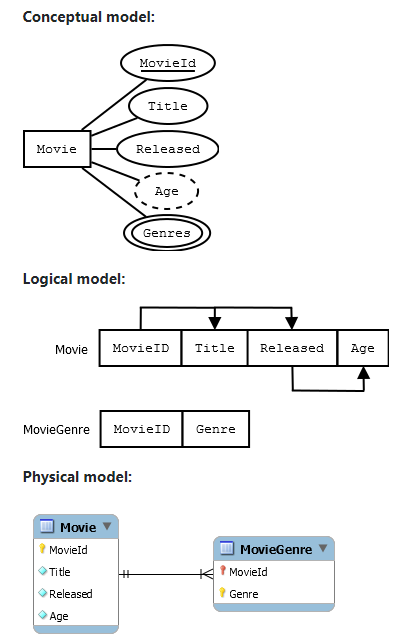 Conceptual model:
MovieId
Title
Movie
Released
Age
Genres
Logical model:
Movie MovieID Title Released Age
MovieGenre MovieID Genre
Physical model:
Movie
MovieId
Title
Released
Age
MovieGenre
MovieId
Genre